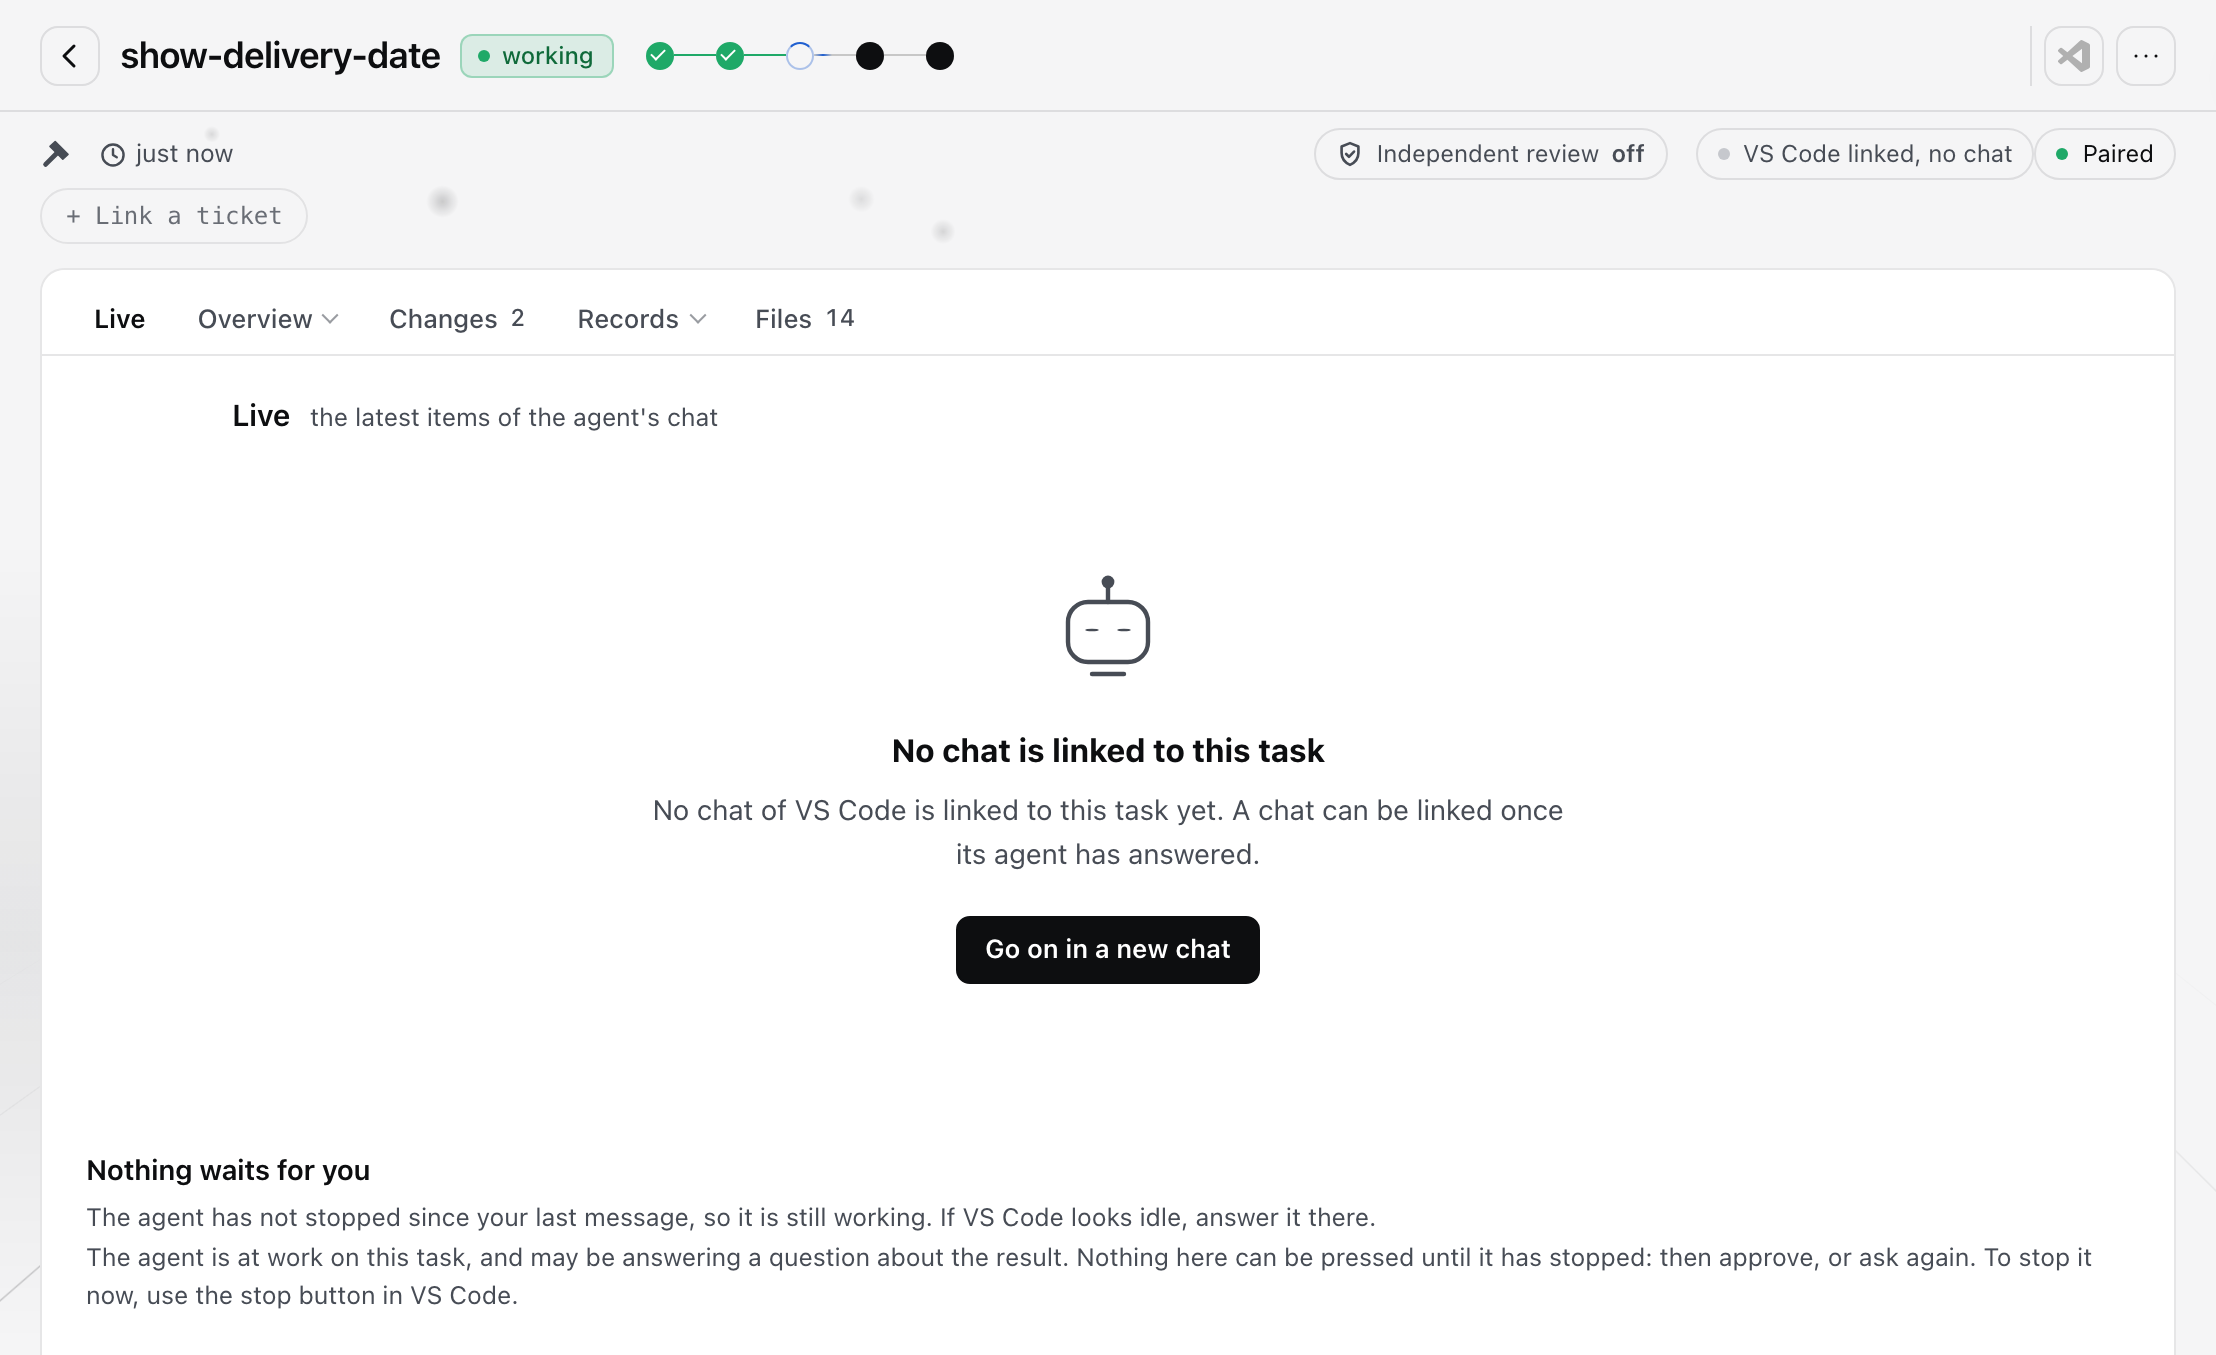 show-delivery-date
working
just now
Independent review off
VS Code linked, no chat
Paired
+ Link a ticket
Live
Overview
Changes 2
Records
Files 14
Live the latest items of the agent's chat
No chat is linked to this task
No chat of VS Code is linked to this task yet. A chat can be linked once
its agent has answered.
Go on in a new chat
Nothing waits for you
The agent has not stopped since your last message, so it is still working. If VS Code looks idle, answer it there.
The agent is at work on this task, and may be answering a question about the result. Nothing here can be pressed until it has stopped: then approve, or ask again. To stop it
now, use the stop button in VS Code.